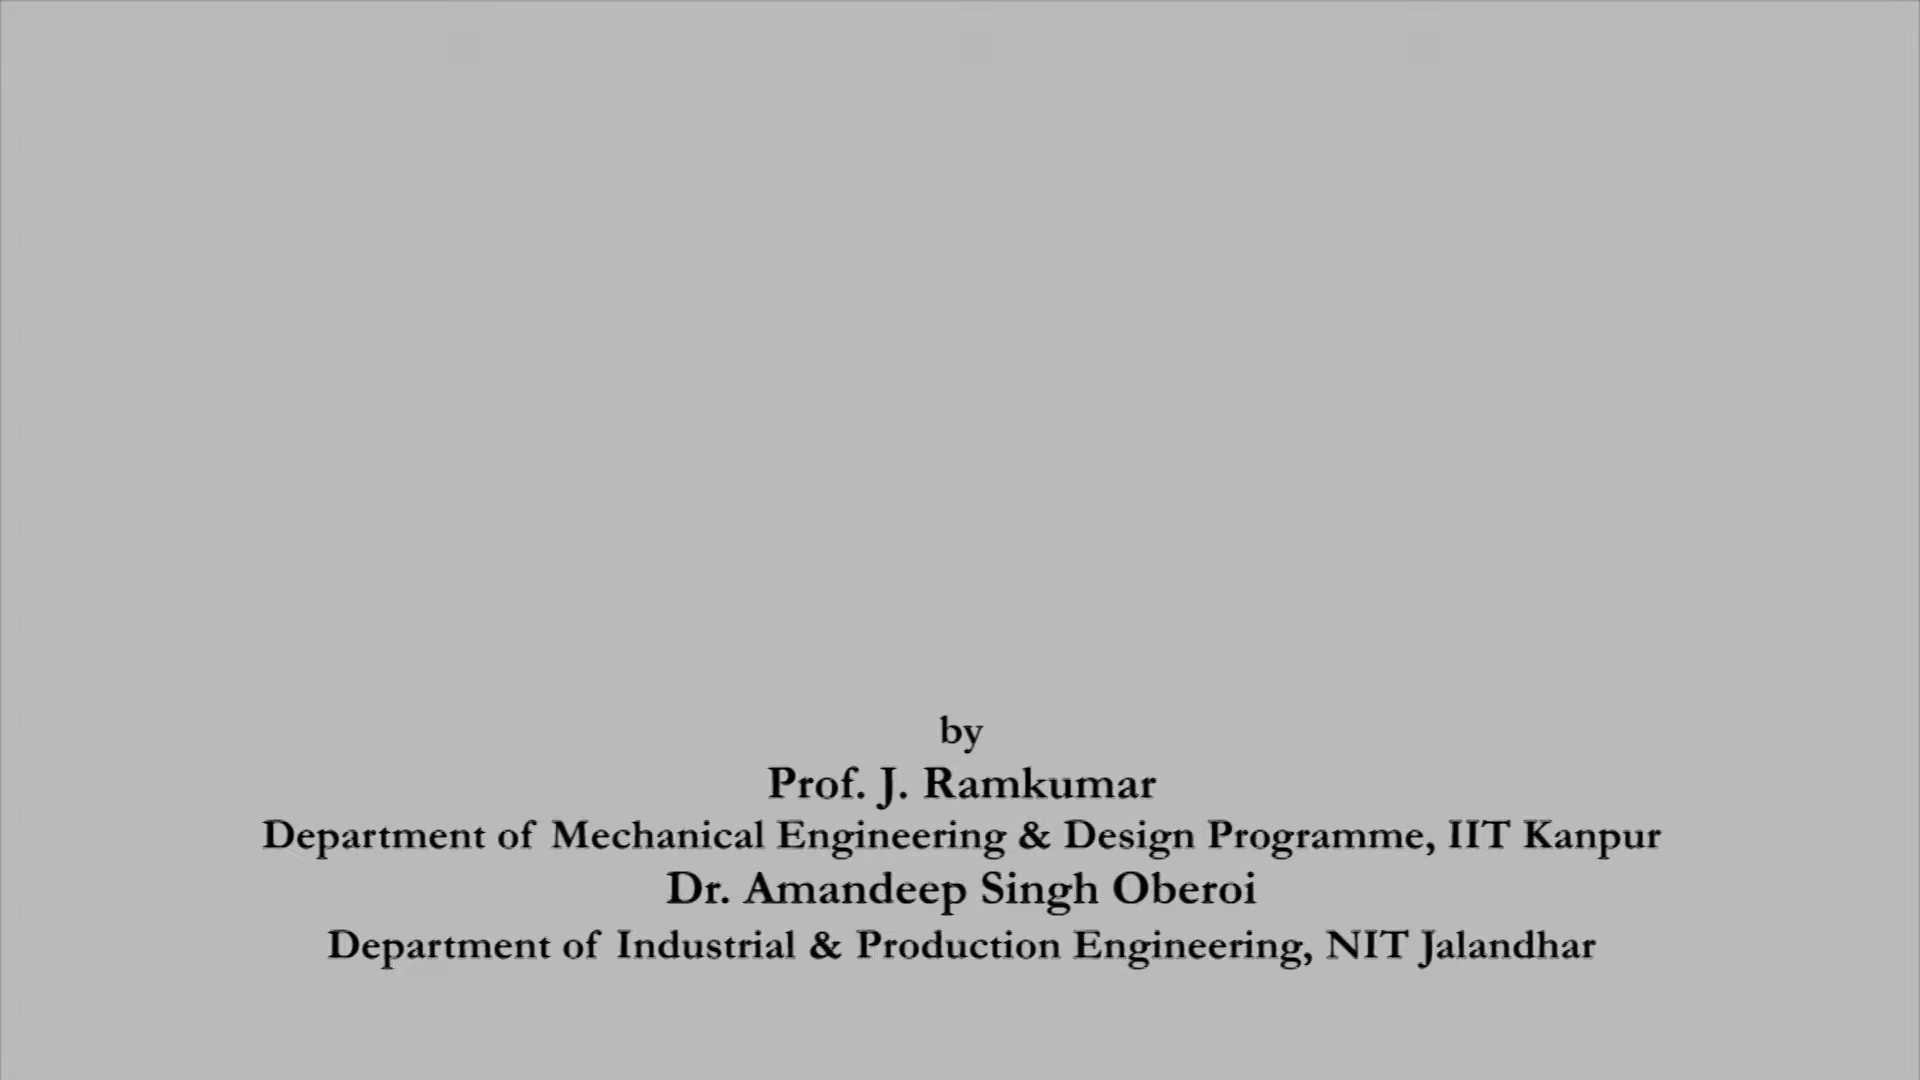 by
Prof. J. Ramkumar
Department of Mechanical Engineering & Design Programme, IIT Kanpur
Dr. Amandeep Singh Oberoi
Department of Industrial & Production Engineering, NIT Jalandhar